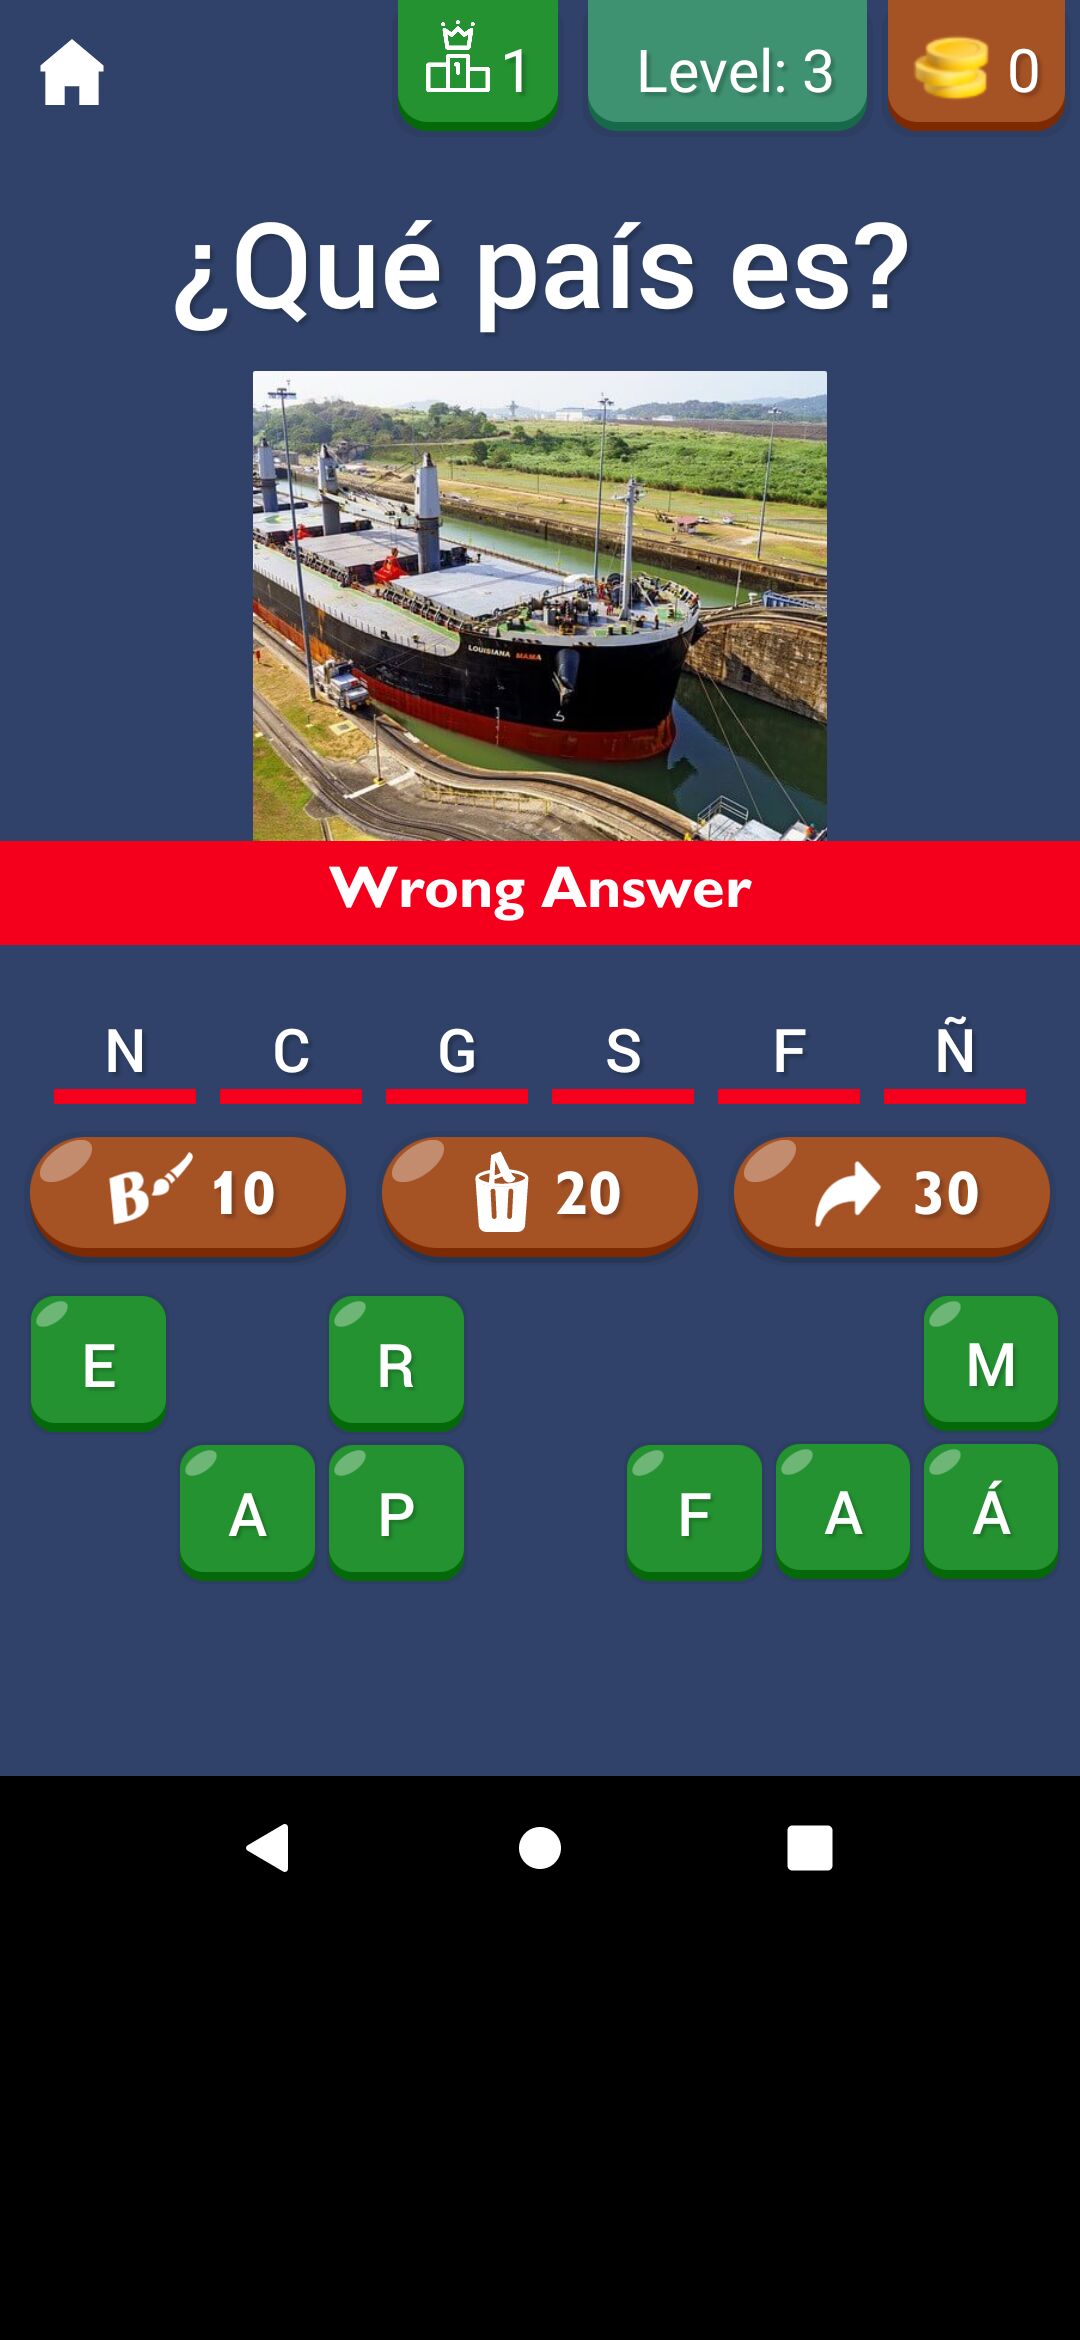 1
Level: 3
0
¿Qué país es?
LOUISIANA MAMA
Wrong Answer
N C G S F Ñ
B 10
20
30
E R M
A P F A Á